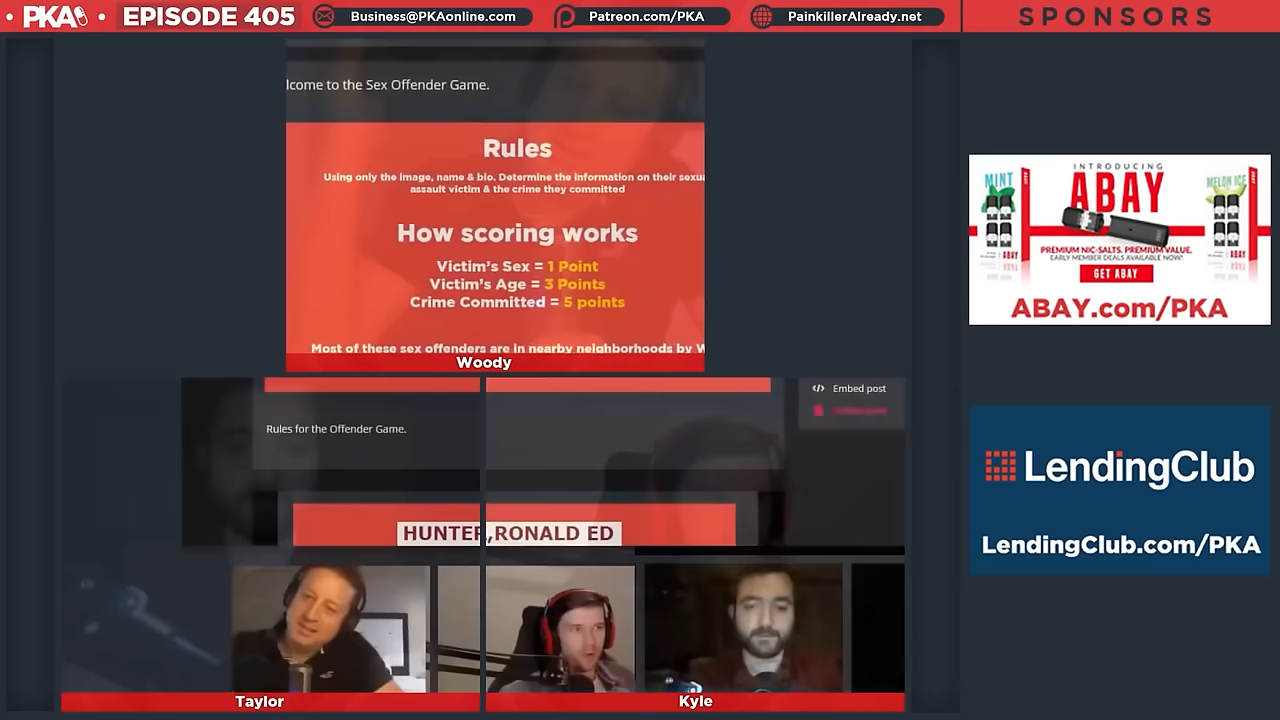 PKA
EPISODE 405
Business@PKAonline.com
Patreon.com/PKA
PainkillerAlready.net
SPONSORS
lcome to the Sex Offender Game.
Rules
Using only the image, name & bio. Determine the information on their sexua
assault victim & the crime they committed
How scoring works
Victim's Sex = 1 Point
Victim's Age = 3 Points
Crime Committed = 5 points
Most of these sex offenders are in nearby neighborhoods by W
Woody
INTRODUCING
ABAY
MINT
MELON ICE
PREMIUM NIC-SALTS. PREMIUM VALUE.
EARLY MEMBER DEALS AVAILABLE NOW!
GET ABAY
ABAY.com/PKA
Embed post
Rules for the Offender Game.
HUNTER,RONALD ED
LendingClub
LendingClub.com/PKA
Taylor
Kyle